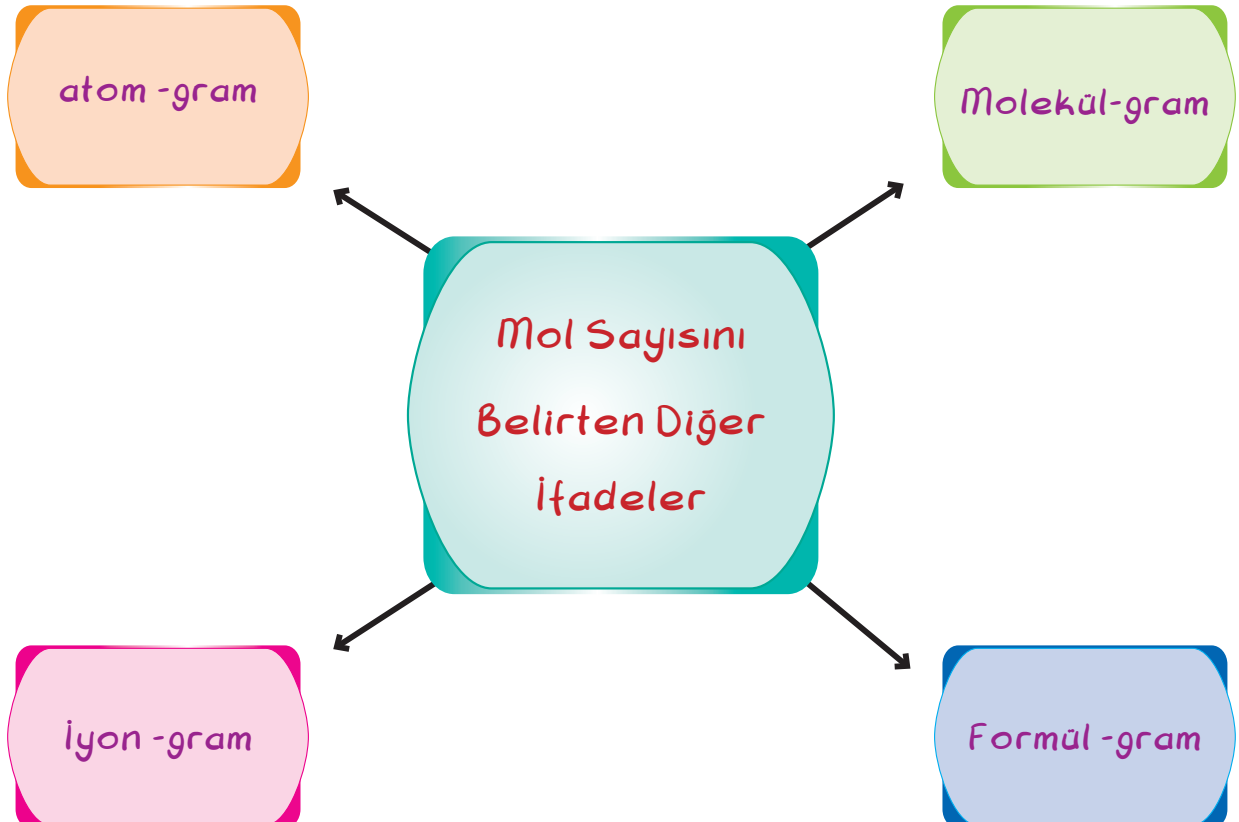 atom -gram
Molekül-gram
Mol Sayısını
Belirten Diğer
İfadeler
İyon -gram
Formül -gram